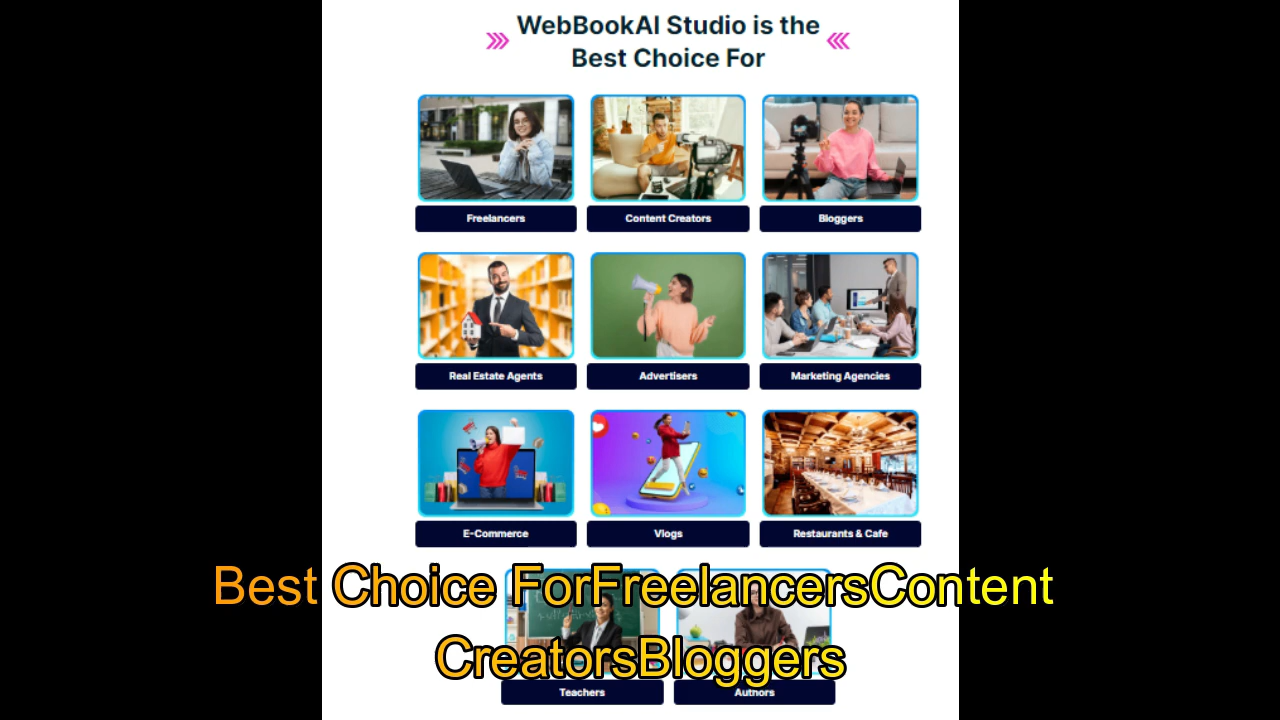 WebBookAI Studio is the
Best Choice For
Freelancers
Content Creators
Bloggers
Real Estate Agents
Advertisers
Marketing Agencies
E-Commerce
Vlogs
Restaurants & Cafe
Best Choice ForFreelancersContent
CreatorsBloggers
Teachers
Authors